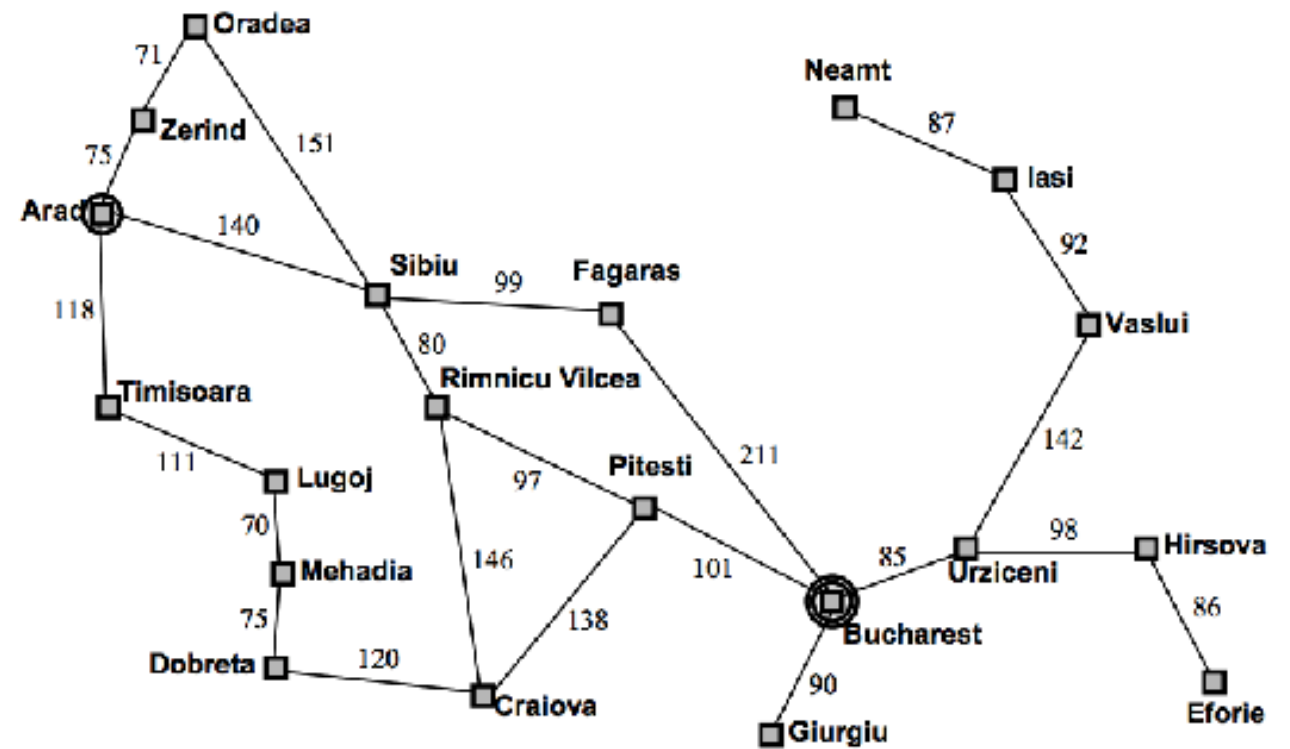 Oradea
71
Neamt
87
Zerind
151
75
Iasi
Arad
140
92
Sibiu
Fagaras
99
118
Vaslui
80
Timisoara
Rimnicu Vilcea
142
211
111
97
Pitesti
Lugoj
70
146
101
85
98
Hirsova
Mehadia
Urziceni
75
138
86
Bucharest
Dobreta
120
90
Craiova
Giurgiu
Eforie